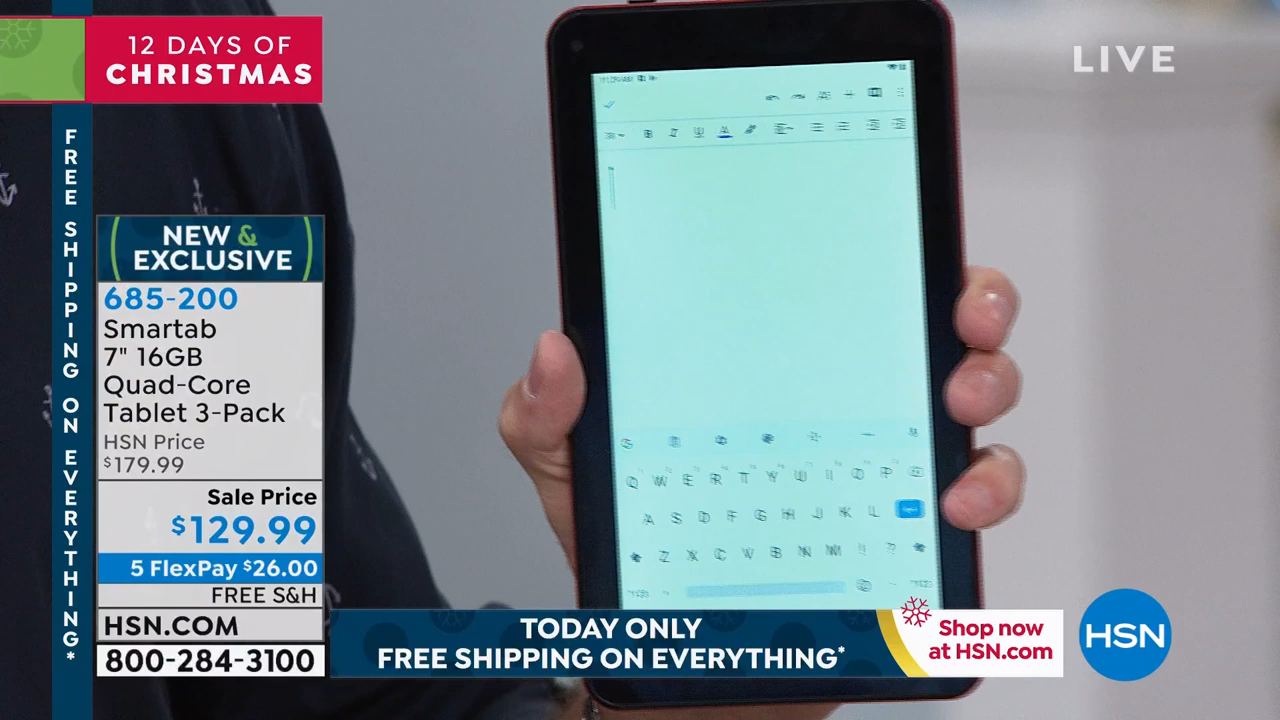 12 DAYS OF
CHRISTMAS
LIVE
FREE SHIPPING ON EVERYTHING*
NEW &
EXCLUSIVE
685-200
Smartab
7" 16GB
Quad-Core
Tablet 3-Pack
HSN Price
$179.99
Sale Price
$129.99
5 FlexPay $26.00
FREE S&H
HSN.COM
800-284-3100
TODAY ONLY
FREE SHIPPING ON EVERYTHING*
Shop now
at HSN.com
HSN
Q W E R T Y U I O P
A S D F G H J K L
Z X C V B N M